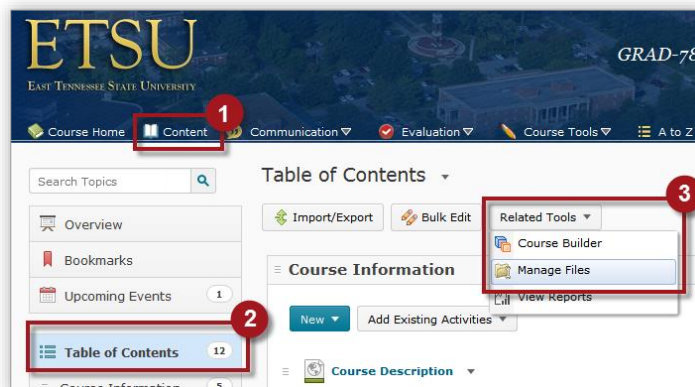 ETSU
EAST TENNESSEE STATE UNIVERSITY
GRAD-78
1
Course Home
Content
Communication
Evaluation
Course Tools
A to Z
Search Topics
Table of Contents
3
Import/Export
Bulk Edit
Related Tools
Overview
Course Builder
Bookmarks
Course Information
Manage Files
Upcoming Events 1
View Reports
2
New
Add Existing Activities
Table of Contents 12
Course Description
Course Information 5